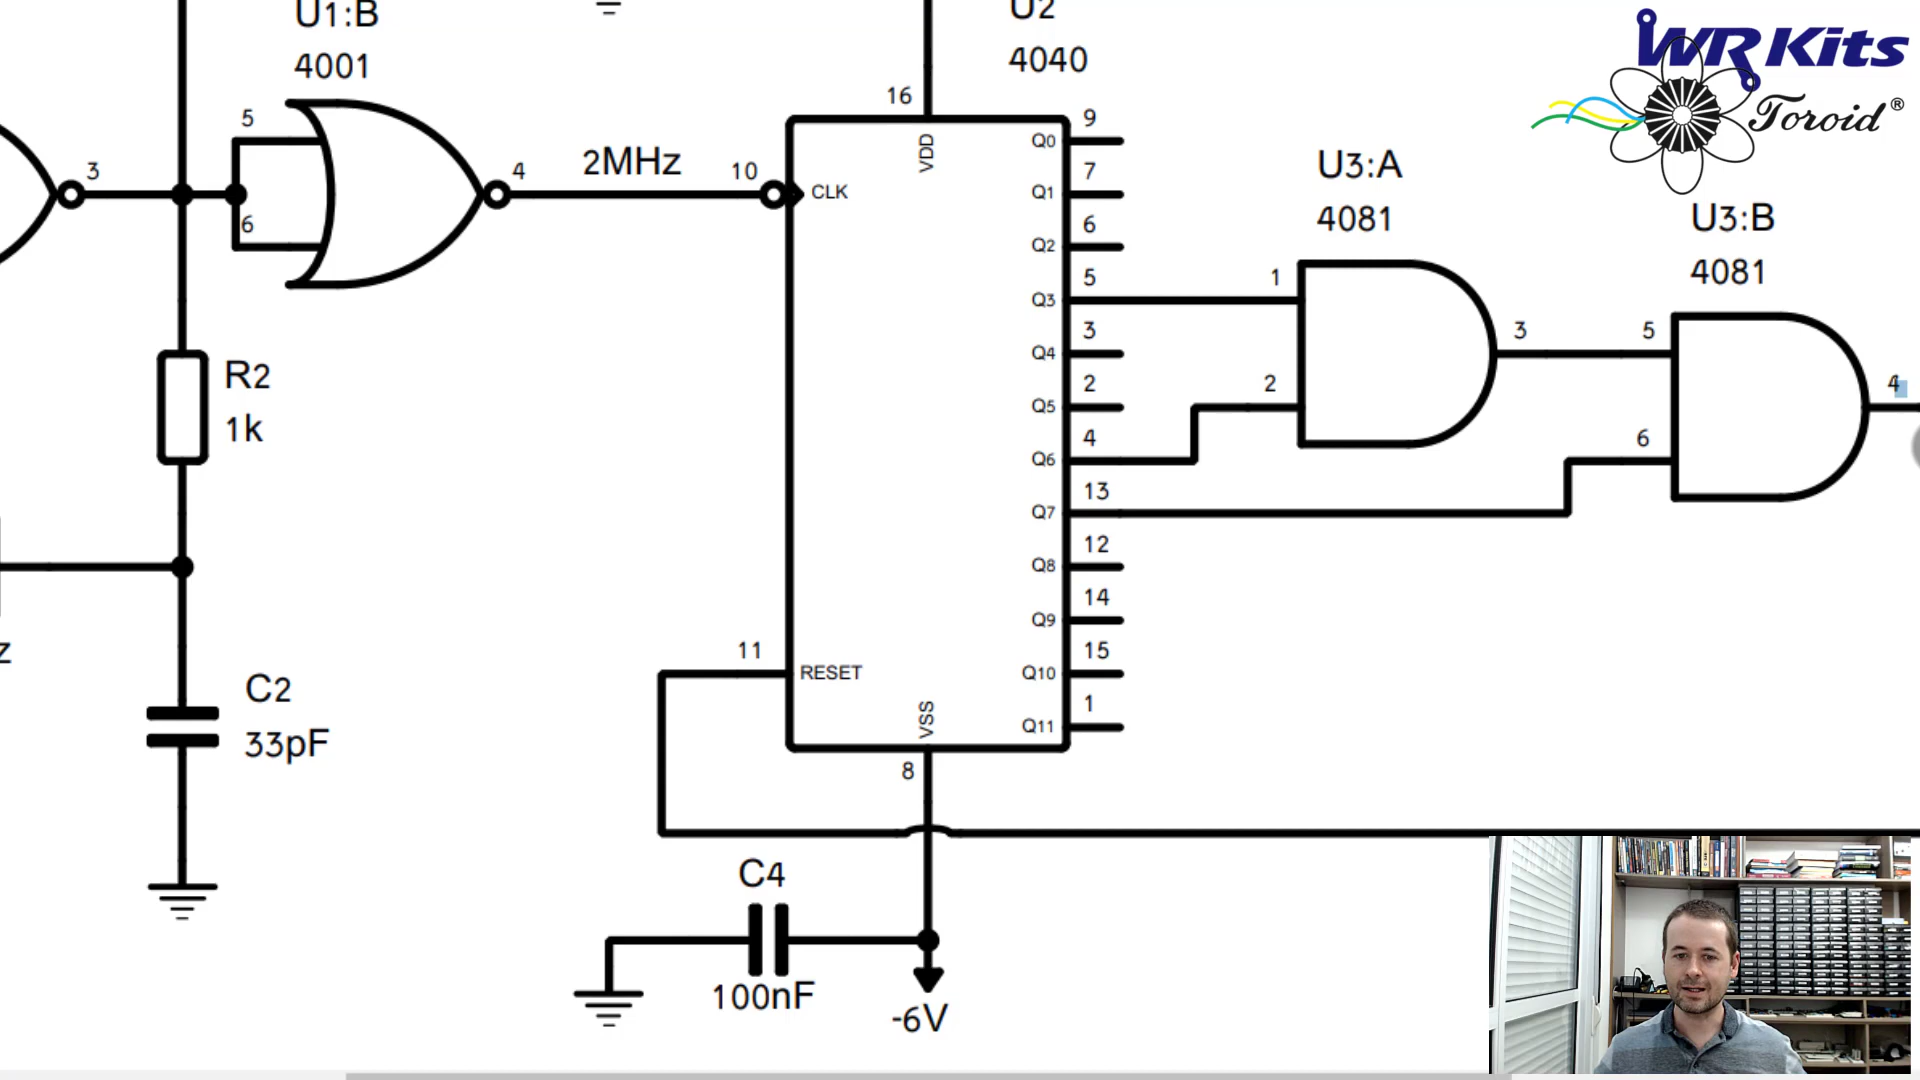 U1:B
4001
U2
4040
WR Kits
Toroid®
16
5
3
6
4
2MHz
10
VDD
CLK
Q0
9
Q1
7
Q2
6
Q3
5
Q4
3
Q5
2
Q6
4
Q7
13
Q8
12
Q9
14
Q10
15
Q11
1
U3:A
4081
1
2
3
U3:B
4081
5
6
4
R2
1k
z
C2
33pF
11
RESET
VSS
8
C4
100nF
-6V